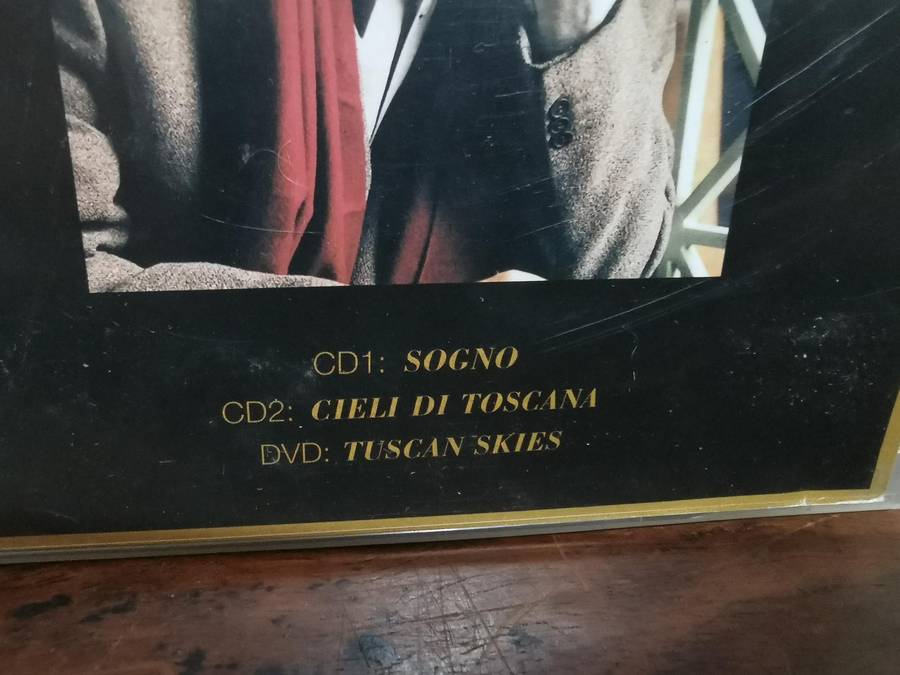 CD1: SOGNO
CD2: CIELI DI TOSCANA
DVD: TUSCAN SKIES